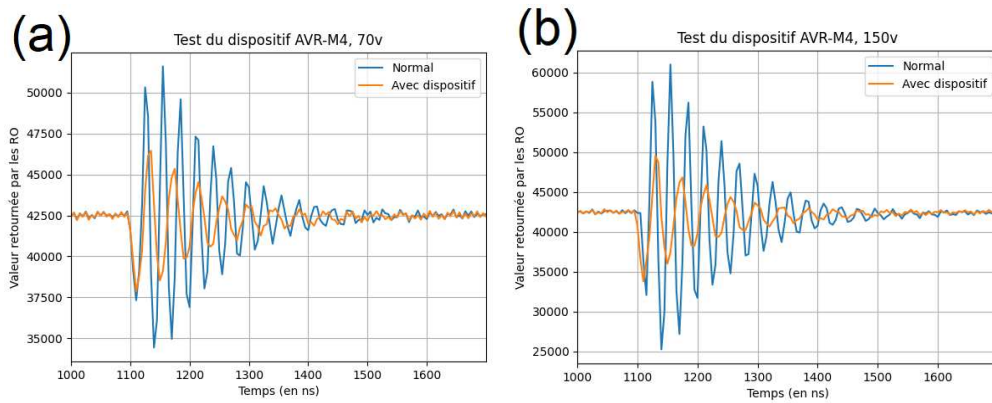 (a)
Test du dispositif AVR-M4, 70v
Normal
Avec dispositif
Valeur retournée par les RO
50000
47500
45000
42500
40000
37500
35000
1000
1100
1200
1300
1400
1500
1600
Temps (en ns)
(b)
Test du dispositif AVR-M4, 150v
Normal
Avec dispositif
Valeur retournée par les RO
60000
55000
50000
45000
40000
35000
30000
25000
1000
1100
1200
1300
1400
1500
1600
Temps (en ns)